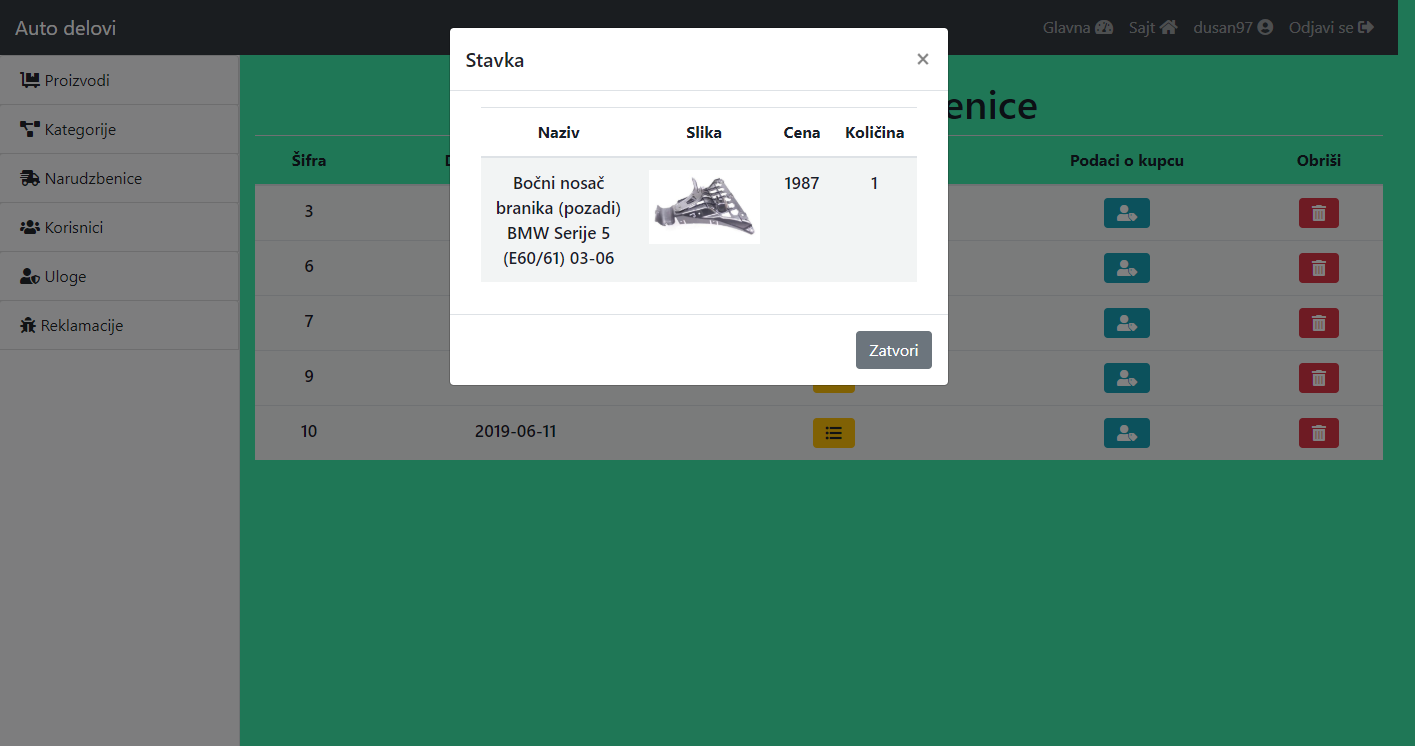 Auto delovi
Glavna
Sajt
dusan97
Odjavi se
Proizvodi
Kategorije
Narudzbenice
Korisnici
Uloge
Reklamacije
Stavka
×
Naziv Slika Cena Količina
Bočni nosač
branika (pozadi)
BMW Serije 5
(E60/61) 03-06
1987 1
Zatvori
Šifra Podaci o kupcu Obriši
3
6
7
9
10 2019-06-11